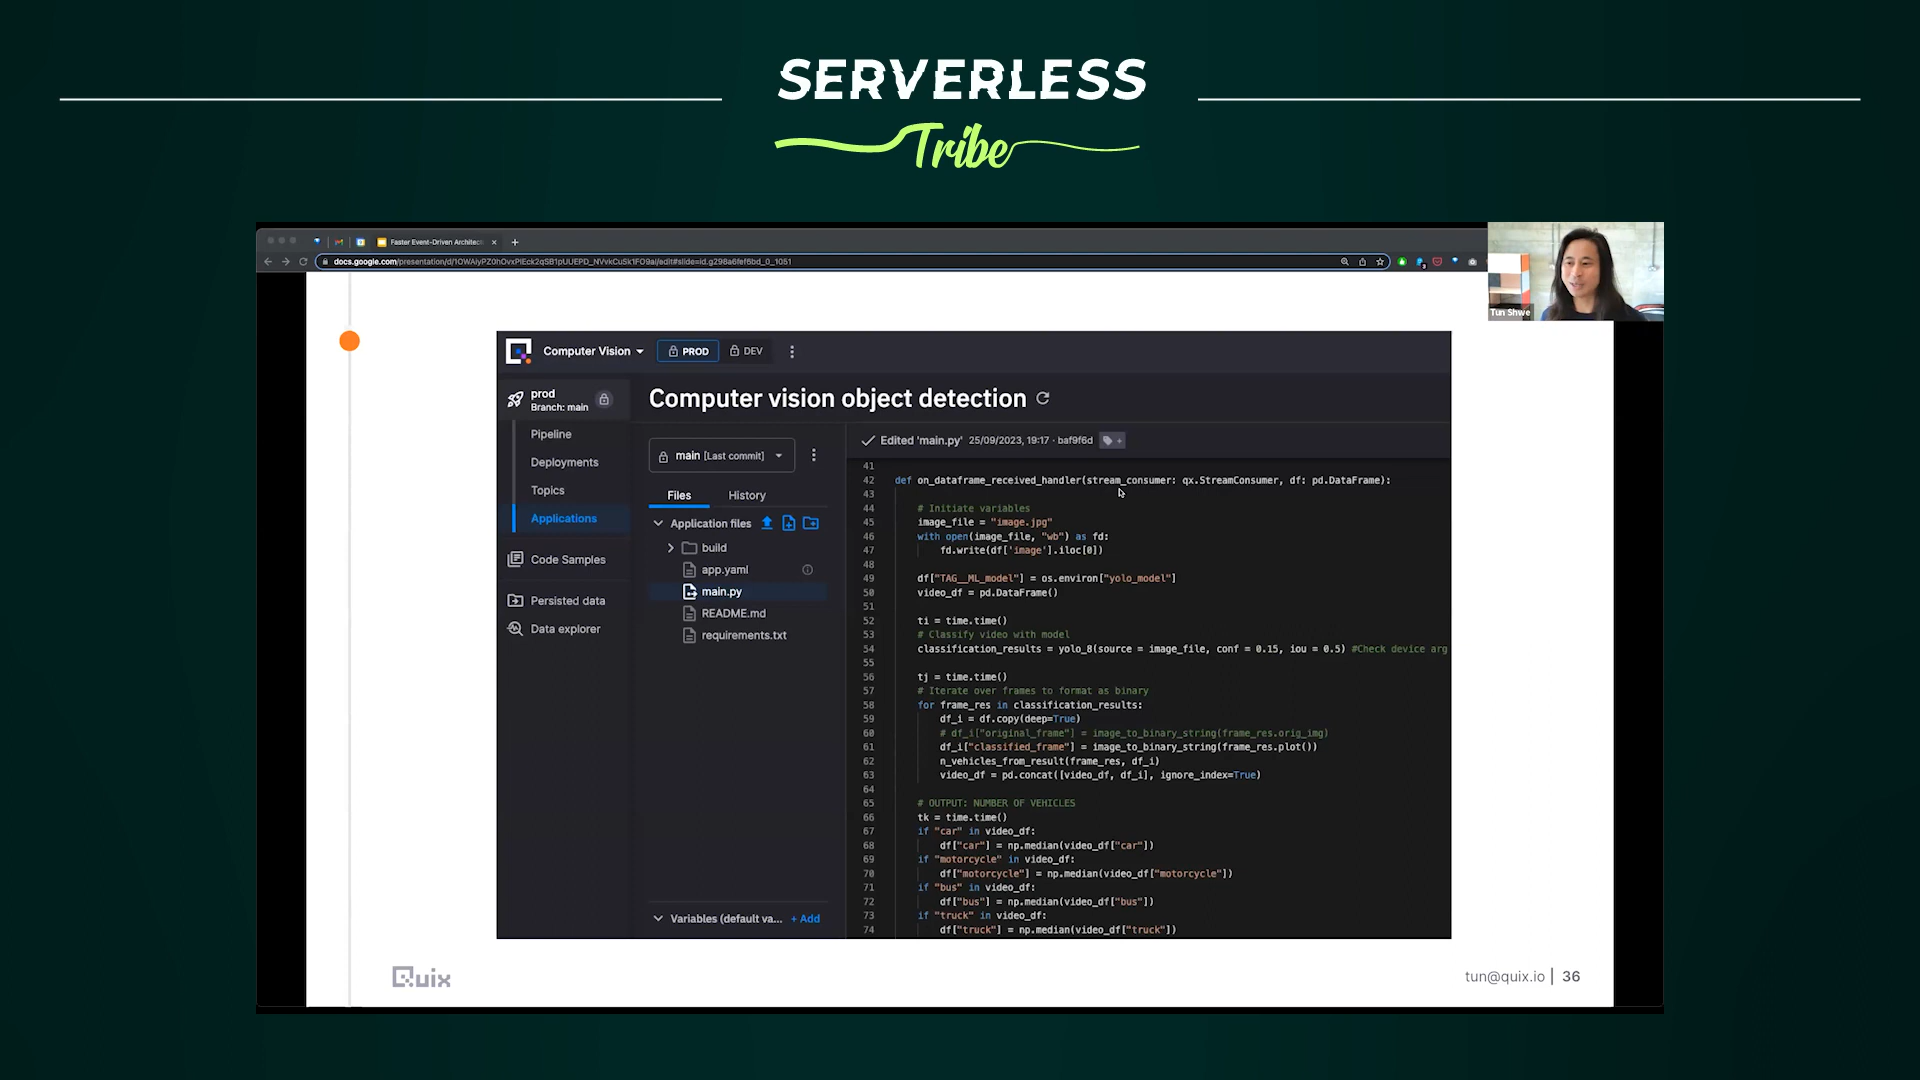 SERVERLESS
Tribe
Faster Event-Driven Architec
docs.google.com/presentation/d/
Tun Shwe
Computer Vision
PROD
DEV
prod
Branch: main
Pipeline
Deployments
Topics
Applications
Code Samples
Persisted data
Data explorer
Computer vision object detection
main [Last commit]
Files
History
Application files
build
app.yaml
main.py
README.md
requirements.txt
Variables (default va...
+ Add
Edited 'main.py' 25/09/2023, 19:17 · baf9f6d
+
41
42 def on_dataframe_received_handler(stream_consumer: qx.StreamConsumer, df: pd.DataFrame):
43
44 # Initiate variables
45 image_file = "image.jpg"
46 with open(image_file, "wb") as fd:
47 fd.write(df['image'].iloc[0])
48
49 df["TAG__ML_model"] = os.environ["yolo_model"]
50 video_df = pd.DataFrame()
51
52 ti = time.time()
53 # Classify video with model
54 classification_results = yolo_8(source = image_file, conf = 0.15, iou = 0.5) #Check device arg
55
56 tj = time.time()
57 # Iterate over frames to format as binary
58 for frame_res in classification_results:
59 df_i = df.copy(deep=True)
60 # df_i["original_frame"] = image_to_binary_string(frame_res.orig_img)
61 df_i["classified_frame"] = image_to_binary_string(frame_res.plot())
62 n_vehicles_from_result(frame_res, df_i)
63 video_df = pd.concat([video_df, df_i], ignore_index=True)
64
65 # OUTPUT: NUMBER OF VEHICLES
66 tk = time.time()
67 if "car" in video_df:
68 df["car"] = np.median(video_df["car"])
69 if "motorcycle" in video_df:
70 df["motorcycle"] = np.median(video_df["motorcycle"])
71 if "bus" in video_df:
72 df["bus"] = np.median(video_df["bus"])
73 if "truck" in video_df:
74 df["truck"] = np.median(video_df["truck"])
Quix
tun@quix.io | 36